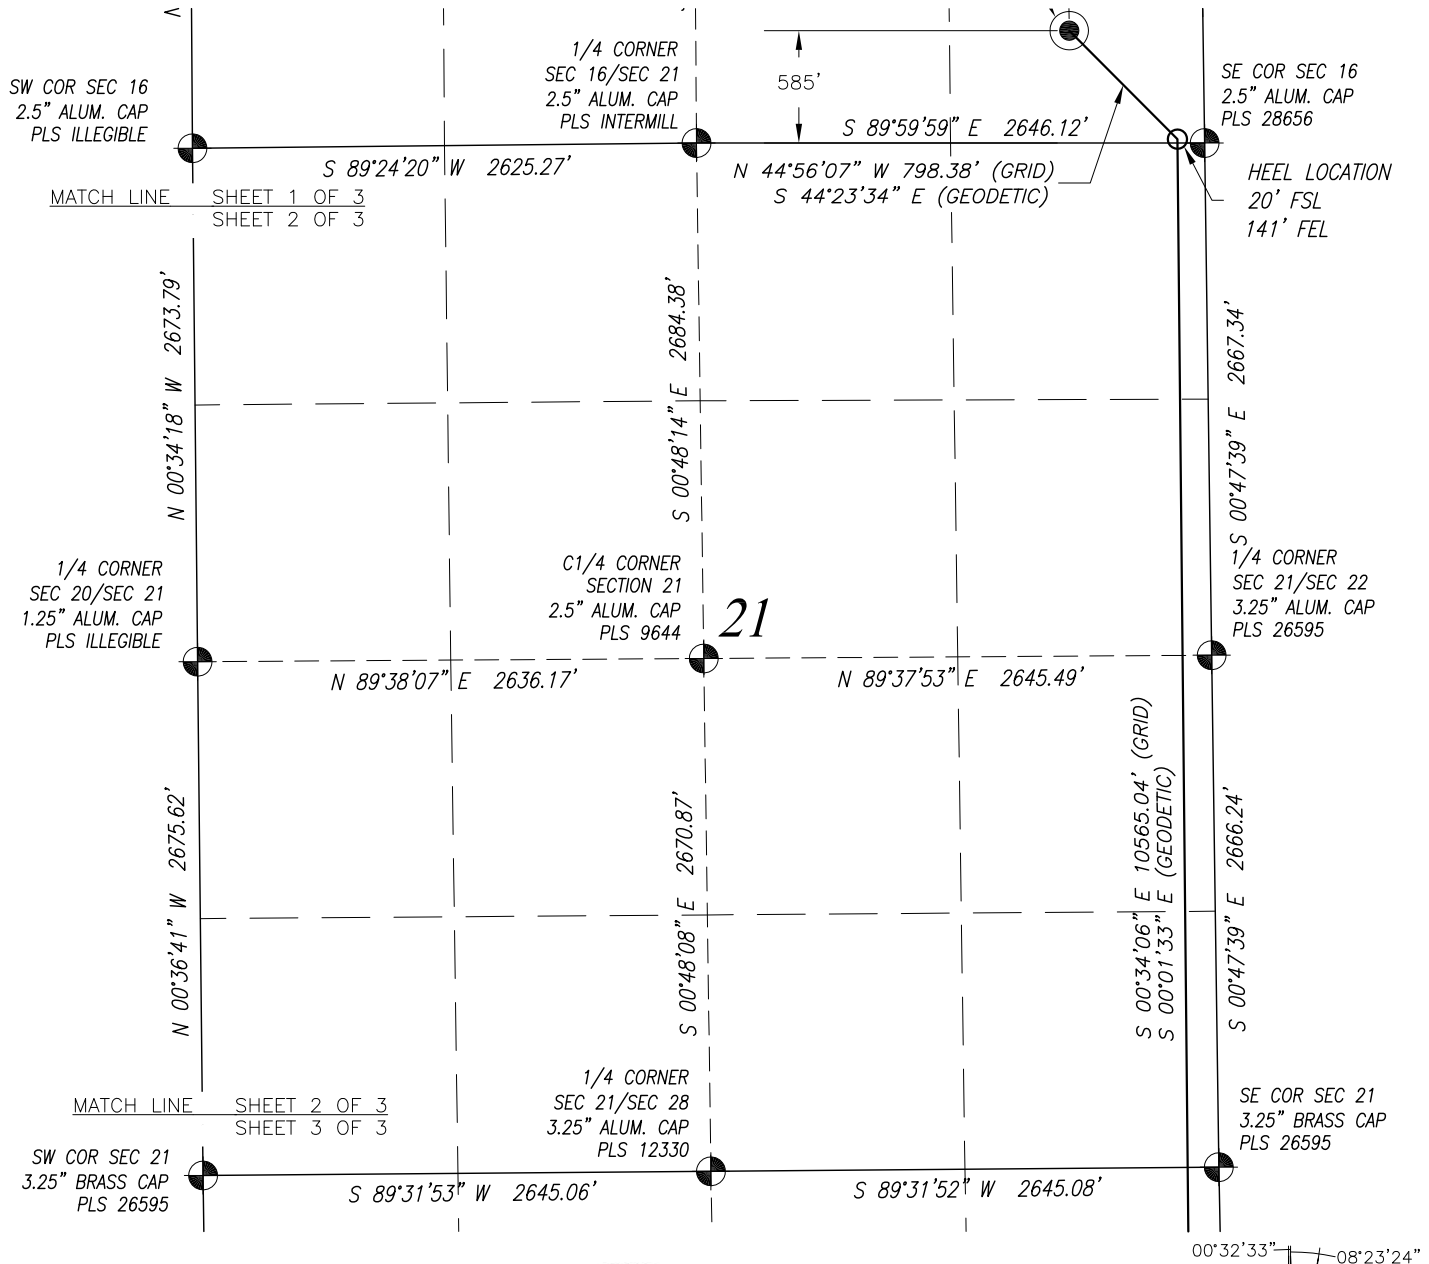 1/4 CORNER
SEC 16/SEC 21
2.5" ALUM. CAP
PLS INTERMILL
585'
SW COR SEC 16
2.5" ALUM. CAP
PLS ILLEGIBLE
SE COR SEC 16
2.5" ALUM. CAP
PLS 28656
S 89°59'59" E 2646.12'
S 89°24'20" W 2625.27'
N 44°56'07" W 798.38' (GRID)
S 44°23'34" E (GEODETIC)
HEEL LOCATION
20' FSL
141' FEL
MATCH LINE SHEET 1 OF 3
SHEET 2 OF 3
N 00°34'18" W 2673.79'
S 00°48'14" E 2684.38'
S 00°47'39" E 2667.34'
1/4 CORNER
SEC 20/SEC 21
1.25" ALUM. CAP
PLS ILLEGIBLE
C1/4 CORNER
SECTION 21
2.5" ALUM. CAP
PLS 9644
21
1/4 CORNER
SEC 21/SEC 22
3.25" ALUM. CAP
PLS 26595
N 89°38'07" E 2636.17'
N 89°37'53" E 2645.49'
N 00°36'41" W 2675.62'
S 00°48'08" E 2670.87'
S 00°34'06" E 10565.04' (GRID)
S 00°01'33" E (GEODETIC)
S 00°47'39" E 2666.24'
MATCH LINE SHEET 2 OF 3
SHEET 3 OF 3
1/4 CORNER
SEC 21/SEC 28
3.25" ALUM. CAP
PLS 12330
SE COR SEC 21
3.25" BRASS CAP
PLS 26595
SW COR SEC 21
3.25" BRASS CAP
PLS 26595
S 89°31'53" W 2645.06'
S 89°31'52" W 2645.08'
00°32'33"
08°23'24"